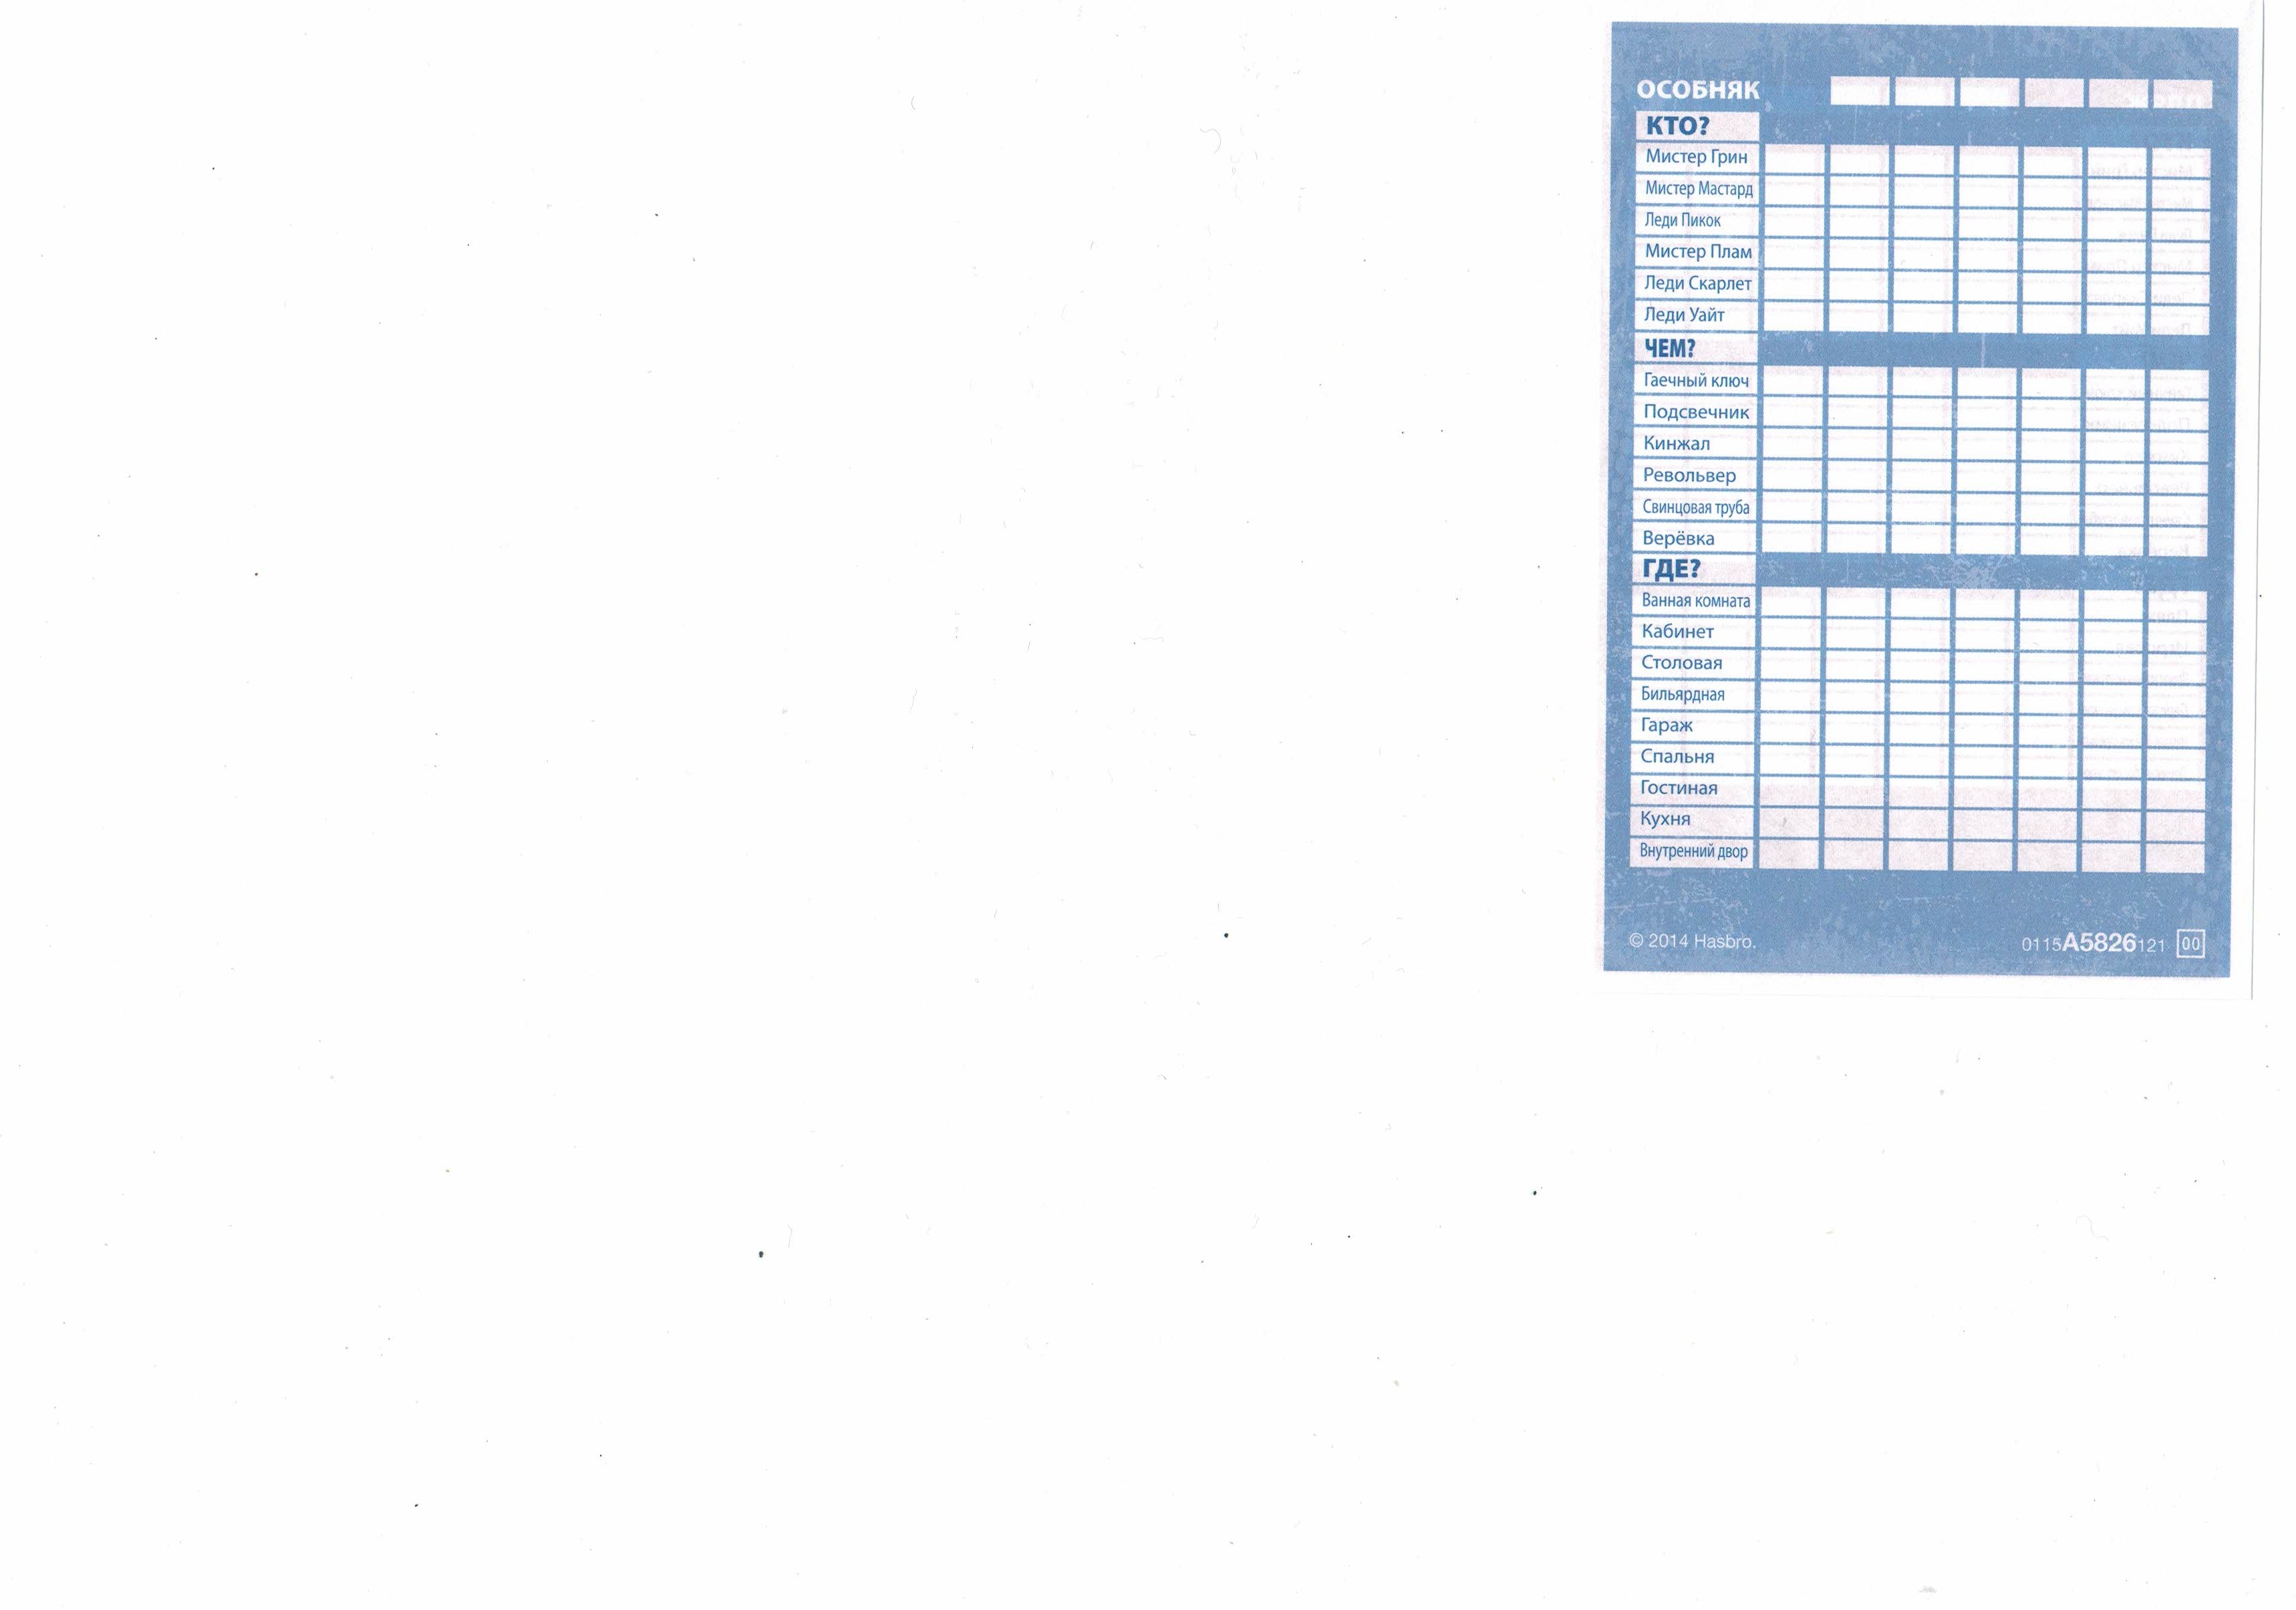 ОСОБНЯК
КТО?
Мистер Грин
Мистер Мастард
Леди Пикок
Мистер Плам
Леди Скарлет
Леди Уайт
ЧЕМ?
Гаечный ключ
Подсвечник
Кинжал
Револьвер
Свинцовая труба
Верёвка
ГДЕ?
Ванная комната
Кабинет
Столовая
Бильярдная
Гараж
Спальня
Гостиная
Кухня
Внутренний двор
© 2014 Hasbro. 0115A5826121 00